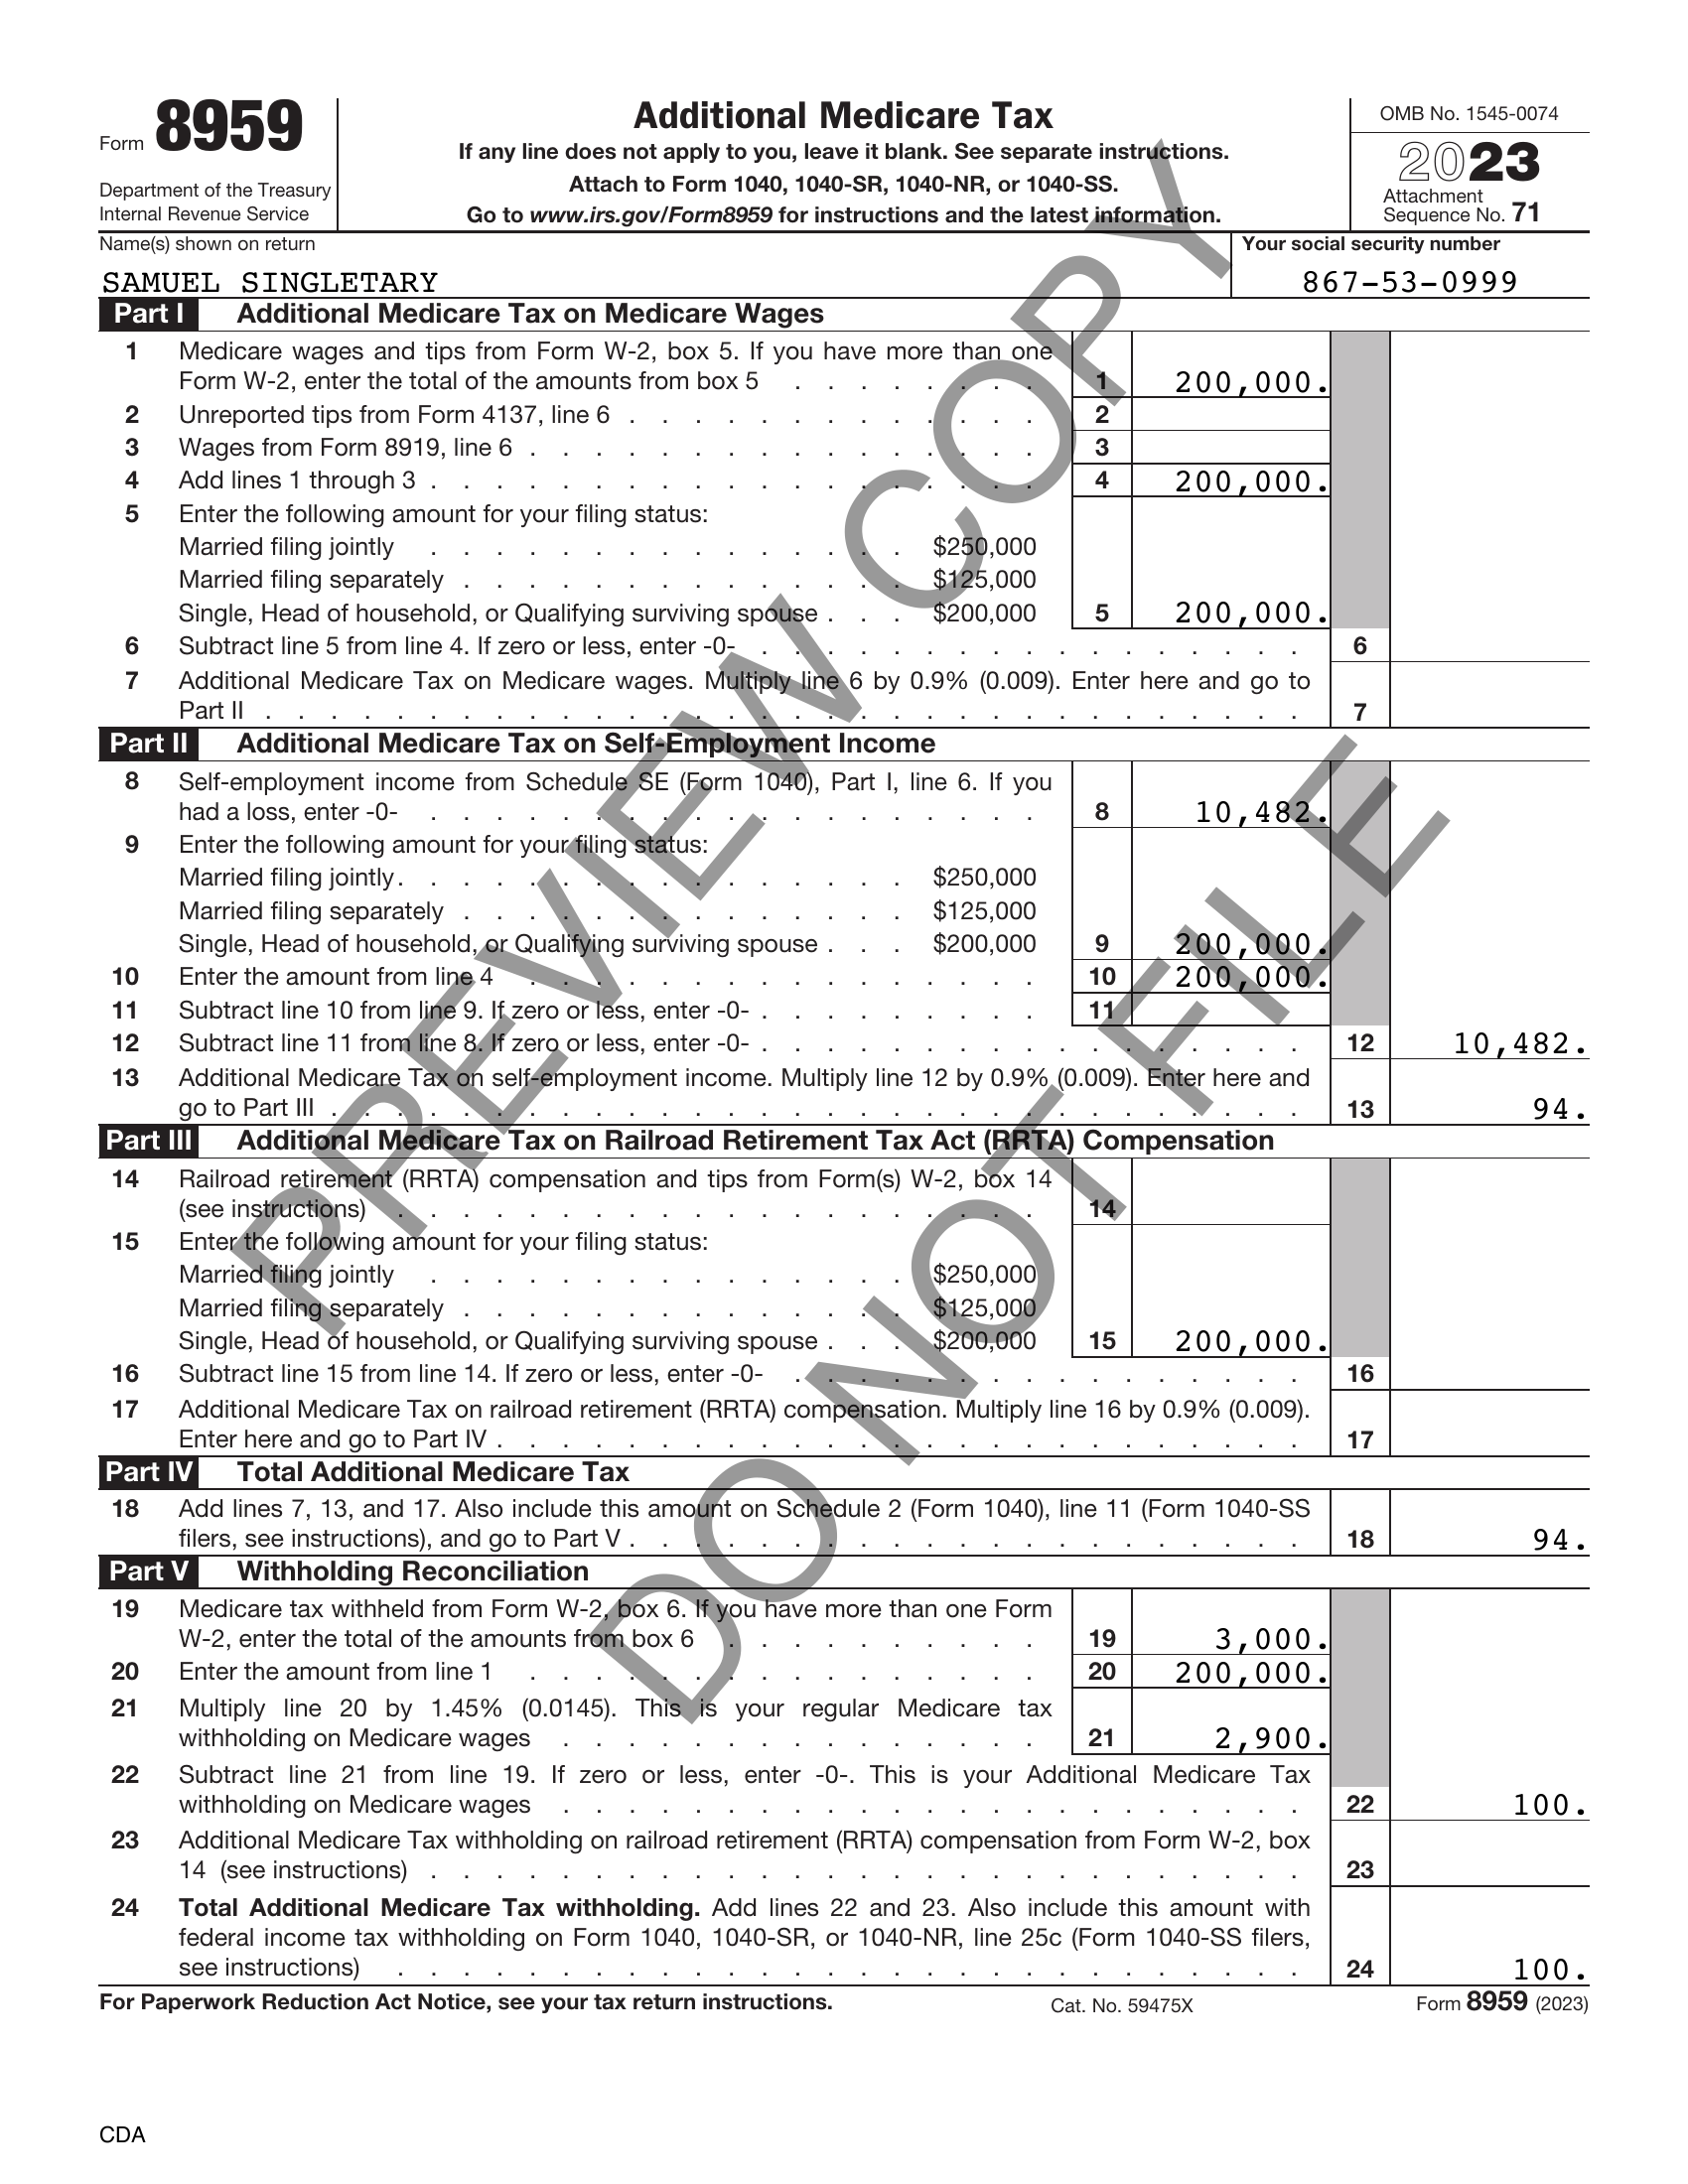 Form 8959
Department of the Treasury
Internal Revenue Service
Additional Medicare Tax
If any line does not apply to you, leave it blank. See separate instructions.
Attach to Form 1040, 1040-SR, 1040-NR, or 1040-SS.
Go to www.irs.gov/Form8959 for instructions and the latest information.
OMB No. 1545-0074
2023
Attachment
Sequence No. 71
Name(s) shown on return
SAMUEL SINGLETARY
Your social security number
867-53-0999
Part I Additional Medicare Tax on Medicare Wages
1 Medicare wages and tips from Form W-2, box 5. If you have more than one
Form W-2, enter the total of the amounts from box 5 . . . . . . . . 1 200,000.
2 Unreported tips from Form 4137, line 6 . . . . . . . . . . . . . 2
3 Wages from Form 8919, line 6 . . . . . . . . . . . . . . . . 3
4 Add lines 1 through 3 . . . . . . . . . . . . . . . . . . . 4 200,000.
5 Enter the following amount for your filing status:
Married filing jointly . . . . . . . . . . . . . . . $250,000
Married filing separately . . . . . . . . . . . . . . $125,000
Single, Head of household, or Qualifying surviving spouse . . . $200,000 5 200,000.
6 Subtract line 5 from line 4. If zero or less, enter -0- . . . . . . . . . . . . . . . . . 6
7 Additional Medicare Tax on Medicare wages. Multiply line 6 by 0.9% (0.009). Enter here and go to
Part II . . . . . . . . . . . . . . . . . . . . . . . . . . . . . . . . 7
Part II Additional Medicare Tax on Self-Employment Income
8 Self-employment income from Schedule SE (Form 1040), Part I, line 6. If you
had a loss, enter -0- . . . . . . . . . . . . . . . . . . . 8 10,482.
9 Enter the following amount for your filing status:
Married filing jointly . . . . . . . . . . . . . . . . $250,000
Married filing separately . . . . . . . . . . . . . . $125,000
Single, Head of household, or Qualifying surviving spouse . . . $200,000 9 200,000.
10 Enter the amount from line 4 . . . . . . . . . . . . . . . . 10 200,000.
11 Subtract line 10 from line 9. If zero or less, enter -0- . . . . . . . . . 11
12 Subtract line 11 from line 8. If zero or less, enter -0- . . . . . . . . . . . . . . . . . 12 10,482.
13 Additional Medicare Tax on self-employment income. Multiply line 12 by 0.9% (0.009). Enter here and
go to Part III . . . . . . . . . . . . . . . . . . . . . . . . . . . . . . 13 94.
Part III Additional Medicare Tax on Railroad Retirement Tax Act (RRTA) Compensation
14 Railroad retirement (RRTA) compensation and tips from Form(s) W-2, box 14
(see instructions) . . . . . . . . . . . . . . . . . . . . 14
15 Enter the following amount for your filing status:
Married filing jointly . . . . . . . . . . . . . . . $250,000
Married filing separately . . . . . . . . . . . . . . $125,000
Single, Head of household, or Qualifying surviving spouse . . . $200,000 15 200,000.
16 Subtract line 15 from line 14. If zero or less, enter -0- . . . . . . . . . . . . . . . . 16
17 Additional Medicare Tax on railroad retirement (RRTA) compensation. Multiply line 16 by 0.9% (0.009).
Enter here and go to Part IV . . . . . . . . . . . . . . . . . . . . . . . . . 17
Part IV Total Additional Medicare Tax
18 Add lines 7, 13, and 17. Also include this amount on Schedule 2 (Form 1040), line 11 (Form 1040-SS
filers, see instructions), and go to Part V . . . . . . . . . . . . . . . . . . . . . 18 94.
Part V Withholding Reconciliation
19 Medicare tax withheld from Form W-2, box 6. If you have more than one Form
W-2, enter the total of the amounts from box 6 . . . . . . . . . . 19 3,000.
20 Enter the amount from line 1 . . . . . . . . . . . . . . . . 20 200,000.
21 Multiply line 20 by 1.45% (0.0145). This is your regular Medicare tax
withholding on Medicare wages . . . . . . . . . . . . . . . 21 2,900.
22 Subtract line 21 from line 19. If zero or less, enter -0-. This is your Additional Medicare Tax
withholding on Medicare wages . . . . . . . . . . . . . . . . . . . . . . . 22 100.
23 Additional Medicare Tax withholding on railroad retirement (RRTA) compensation from Form W-2, box
14 (see instructions) . . . . . . . . . . . . . . . . . . . . . . . . . . . 23
24 Total Additional Medicare Tax withholding. Add lines 22 and 23. Also include this amount with
federal income tax withholding on Form 1040, 1040-SR, or 1040-NR, line 25c (Form 1040-SS filers,
see instructions) . . . . . . . . . . . . . . . . . . . . . . . . . . . . 24 100.
For Paperwork Reduction Act Notice, see your tax return instructions. Cat. No. 59475X Form 8959 (2023)
CDA
PREVIEW COPY
DO NOT FILE